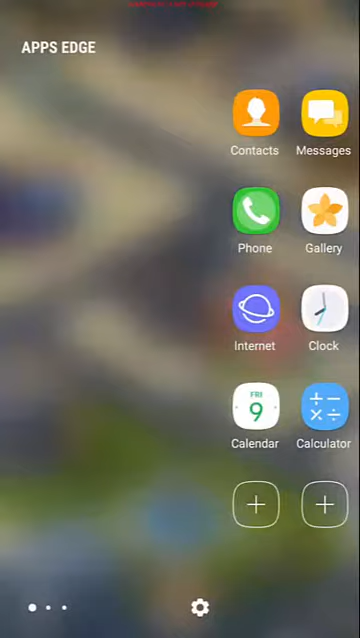 APPS EDGE
Contacts Messages
Phone Gallery
Internet Clock
FRI
9
Calendar Calculator